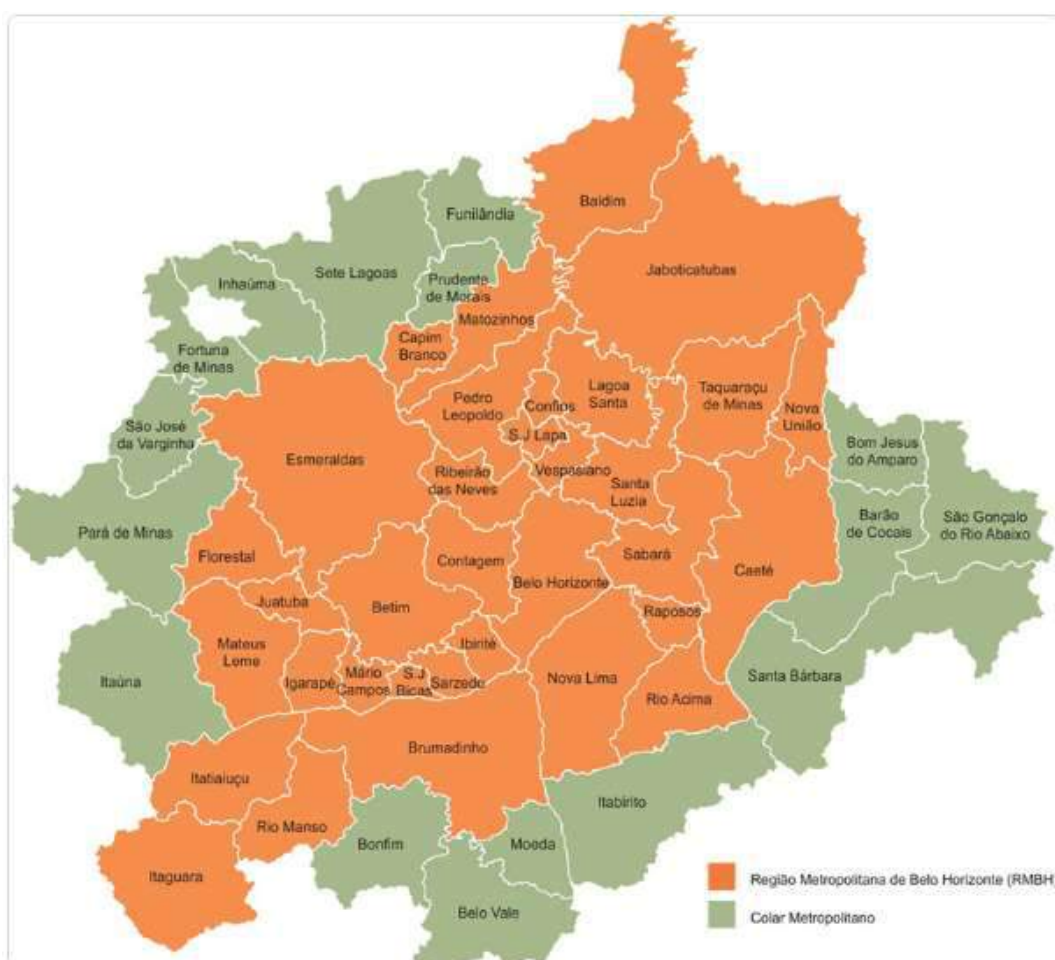 Baldim
Funilândia
Jaboticatubas
Sete Lagoas
Inhaúma
Prudente
de Morais
Matozinhos
Capim
Branco
Fortuna
de Minas
Lagoa
Santa
Taquaraçu
de Minas
Pedro
Leopoldo
Confins
Nova
União
São José
da Varginha
S.J Lapa
Bom Jesus
do Amparo
Esmeraldas
Ribeirão
das Neves
Vespasiano
Santa
Luzia
Barão
de Cocais
São Gonçalo
do Rio Abaixo
Pará de Minas
Florestal
Contagem
Belo Horizonte
Sabará
Caeté
Juatuba
Betim
Raposos
Mateus
Leme
Ibirité
Itaúna
Igarapé
Mário
Campos
S.J
Bicas
Sarzedo
Nova Lima
Santa Bárbara
Rio Acima
Brumadinho
Itatiaiuçu
Itabirito
Rio Manso
Bonfim
Moeda
Itaguara
Belo Vale
Região Metropolitana de Belo Horizonte (RMBH)
Colar Metropolitano